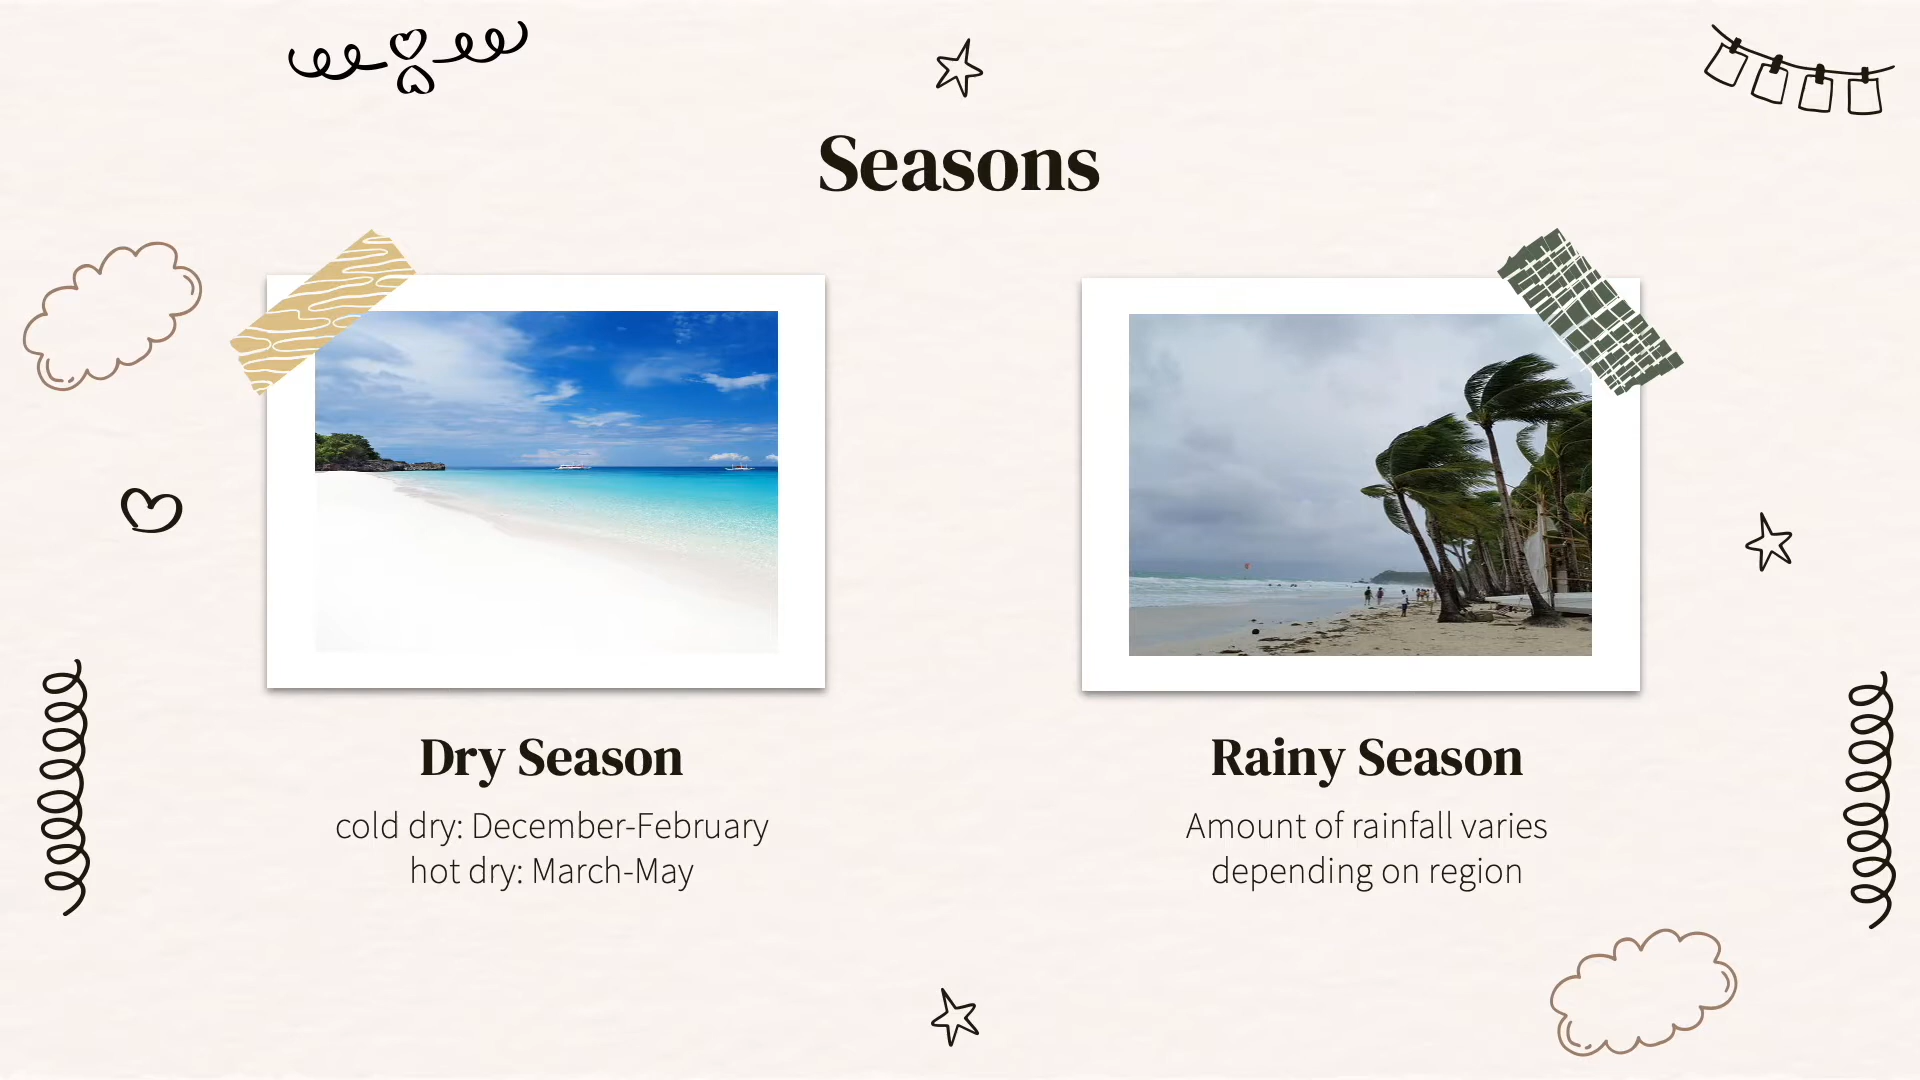 Seasons
Dry Season
cold dry: December-February
hot dry: March-May
Rainy Season
Amount of rainfall varies
depending on region